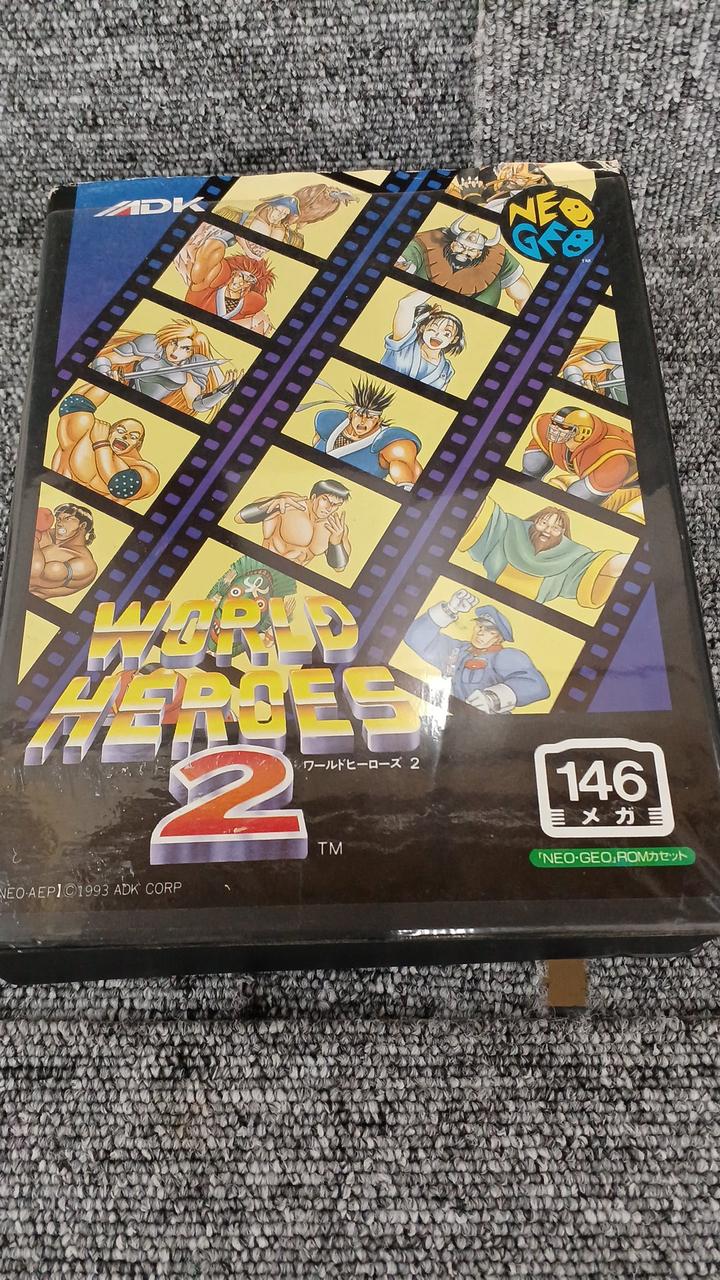 ADK
NEO
GEO
TM
WORLD
HEROES
2
ワールドヒーローズ 2
TM
146
メガ
「NEO・GEO」ROMカセット
NEO-AEP]©1993 ADK CORP